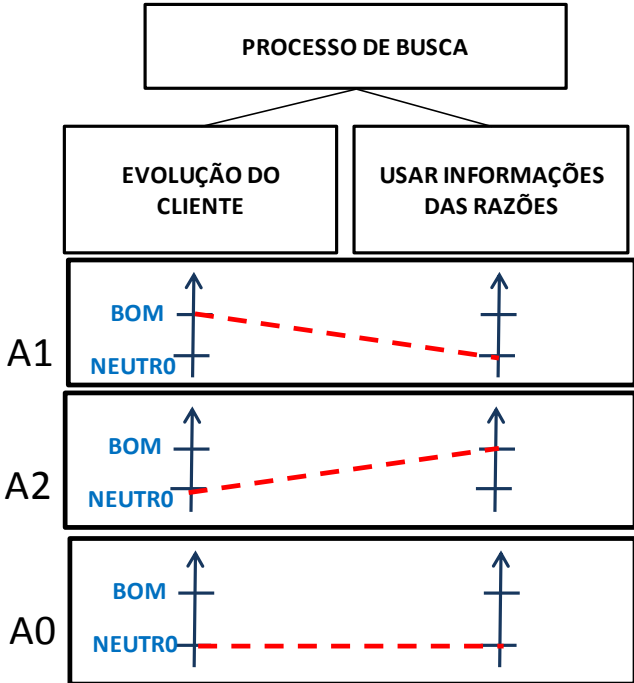 PROCESSO DE BUSCA
EVOLUÇÃO DO
CLIENTE
USAR INFORMAÇÕES
DAS RAZÕES
A1
BOM
NEUTR0
A2
BOM
NEUTR0
A0
BOM
NEUTR0